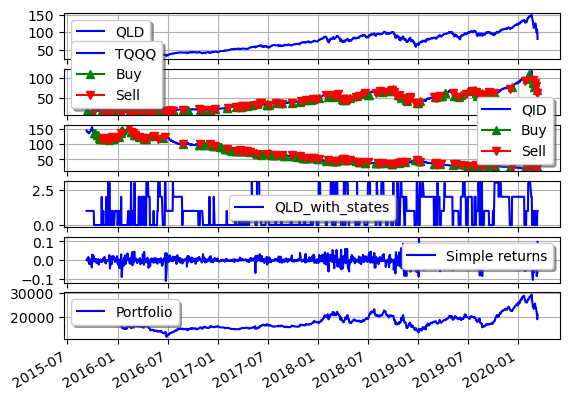 150
100
50
QLD
TQQQ
Buy
Sell
100
50
QID
Buy
Sell
150
100
50
2.5
0.0
QLD_with_states
0.1
0.0
−0.1
Simple returns
30000
20000
Portfolio
2015-07
2016-01
2016-07
2017-01
2017-07
2018-01
2018-07
2019-01
2019-07
2020-01